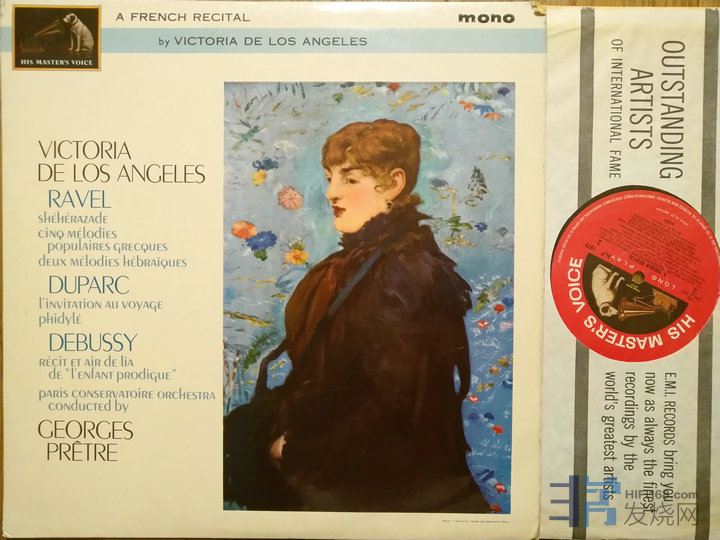 A FRENCH RECITAL
mono
by VICTORIA DE LOS ANGELES
HIS MASTER'S VOICE
VICTORIA
DE LOS ANGELES
RAVEL
shéhérazade
cinq mélodies
populaires grecques
deux mélodies hébraïques
DUPARC
l'invitation au voyage
phidylé
DEBUSSY
récit et air de lia
de "l'enfant prodigue"
paris conservatoire orchestra
conducted by
GEORGES
PRÊTRE
OUTSTANDING
ARTISTS
OF INTERNATIONAL FAME
HIS MASTER'S VOICE
LONG PLAY
E.M.I. RECORDS bring you
now as always the finest
recordings by the
world's greatest artists
发烧网